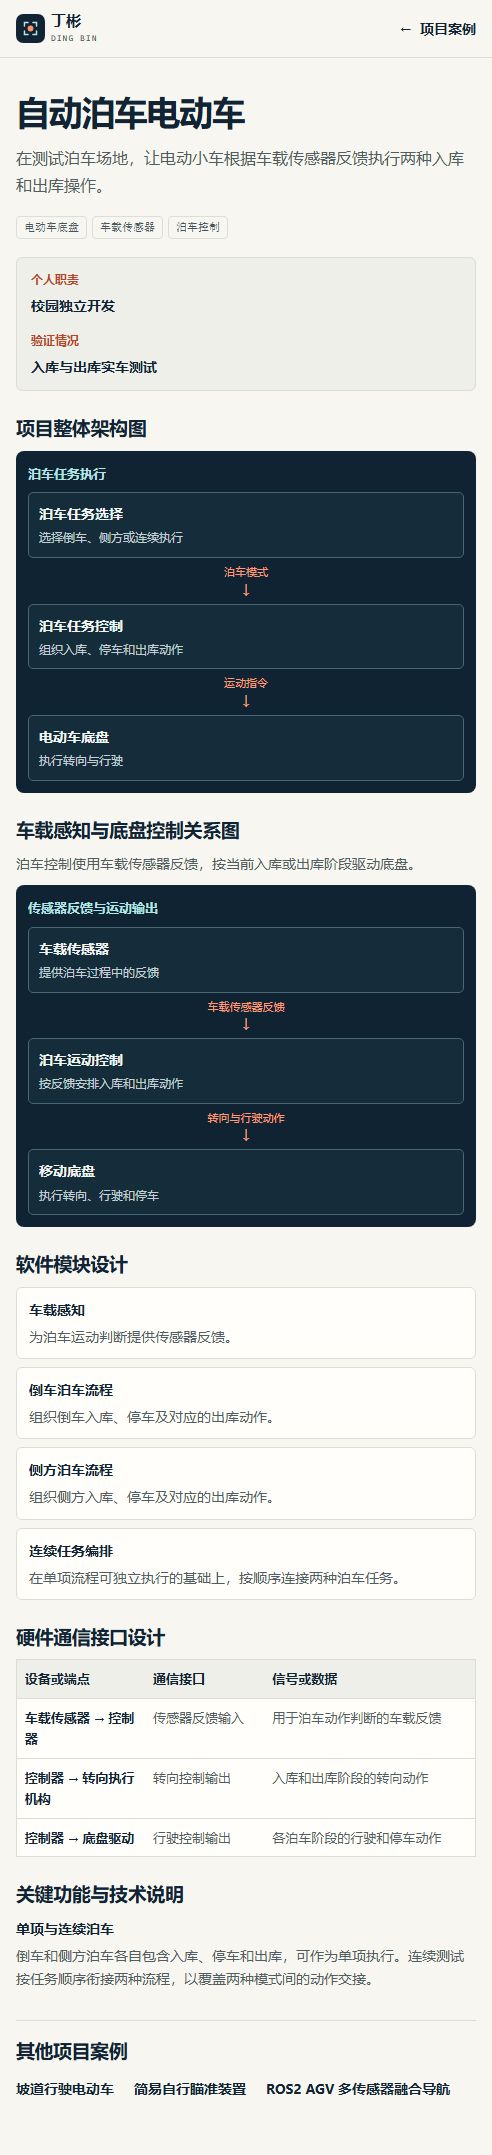 丁彬
DING BIN
← 项目案例
自动泊车电动车
在测试泊车场地，让电动小车根据车载传感器反馈执行两种入库
和出库操作。
电动车底盘 车载传感器 泊车控制
个人职责
校园独立开发
验证情况
入库与出库实车测试
项目整体架构图
泊车任务执行
泊车任务选择
选择倒车、侧方或连续执行
泊车模式
↓
泊车任务控制
组织入库、停车和出库动作
运动指令
↓
电动车底盘
执行转向与行驶
车载感知与底盘控制关系图
泊车控制使用车载传感器反馈，按当前入库或出库阶段驱动底盘。
传感器反馈与运动输出
车载传感器
提供泊车过程中的反馈
车载传感器反馈
↓
泊车运动控制
按反馈安排入库和出库动作
转向与行驶动作
↓
移动底盘
执行转向、行驶和停车
软件模块设计
车载感知
为泊车运动判断提供传感器反馈。
倒车泊车流程
组织倒车入库、停车及对应的出库动作。
侧方泊车流程
组织侧方入库、停车及对应的出库动作。
连续任务编排
在单项流程可独立执行的基础上，按顺序连接两种泊车任务。
硬件通信接口设计
设备或端点 通信接口 信号或数据
车载传感器 → 控制 传感器反馈输入 用于泊车动作判断的车载反馈
器
控制器 → 转向执行 转向控制输出 入库和出库阶段的转向动作
机构
控制器 → 底盘驱动 行驶控制输出 各泊车阶段的行驶和停车动作
关键功能与技术说明
单项与连续泊车
倒车和侧方泊车各自包含入库、停车和出库，可作为单项执行。连续测试
按任务顺序衔接两种流程，以覆盖两种模式间的动作交接。
其他项目案例
坡道行驶电动车 简易自行瞄准装置 ROS2 AGV 多传感器融合导航